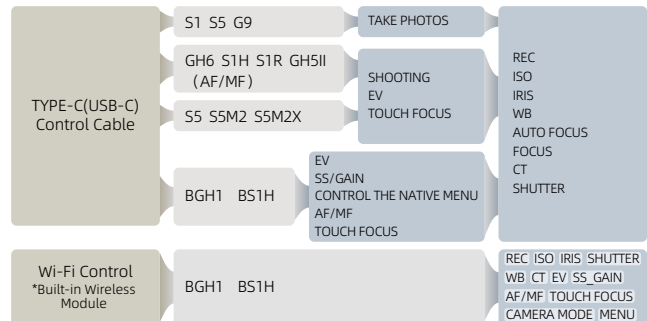 TYPE-C(USB-C)
Control Cable
S1 S5 G9
TAKE PHOTOS
GH6 S1H S1R GH5II
(AF/MF)
S5 S5M2 S5M2X
SHOOTING
EV
TOUCH FOCUS
BGH1 BS1H
EV
SS/GAIN
CONTROL THE NATIVE MENU
AF/MF
TOUCH FOCUS
REC
ISO
IRIS
WB
AUTO FOCUS
FOCUS
CT
SHUTTER
Wi-Fi Control
*Built-in Wireless
Module
BGH1 BS1H
REC ISO IRIS SHUTTER
WB CT EV SS_GAIN
AF/MF TOUCH FOCUS
CAMERA MODE MENU